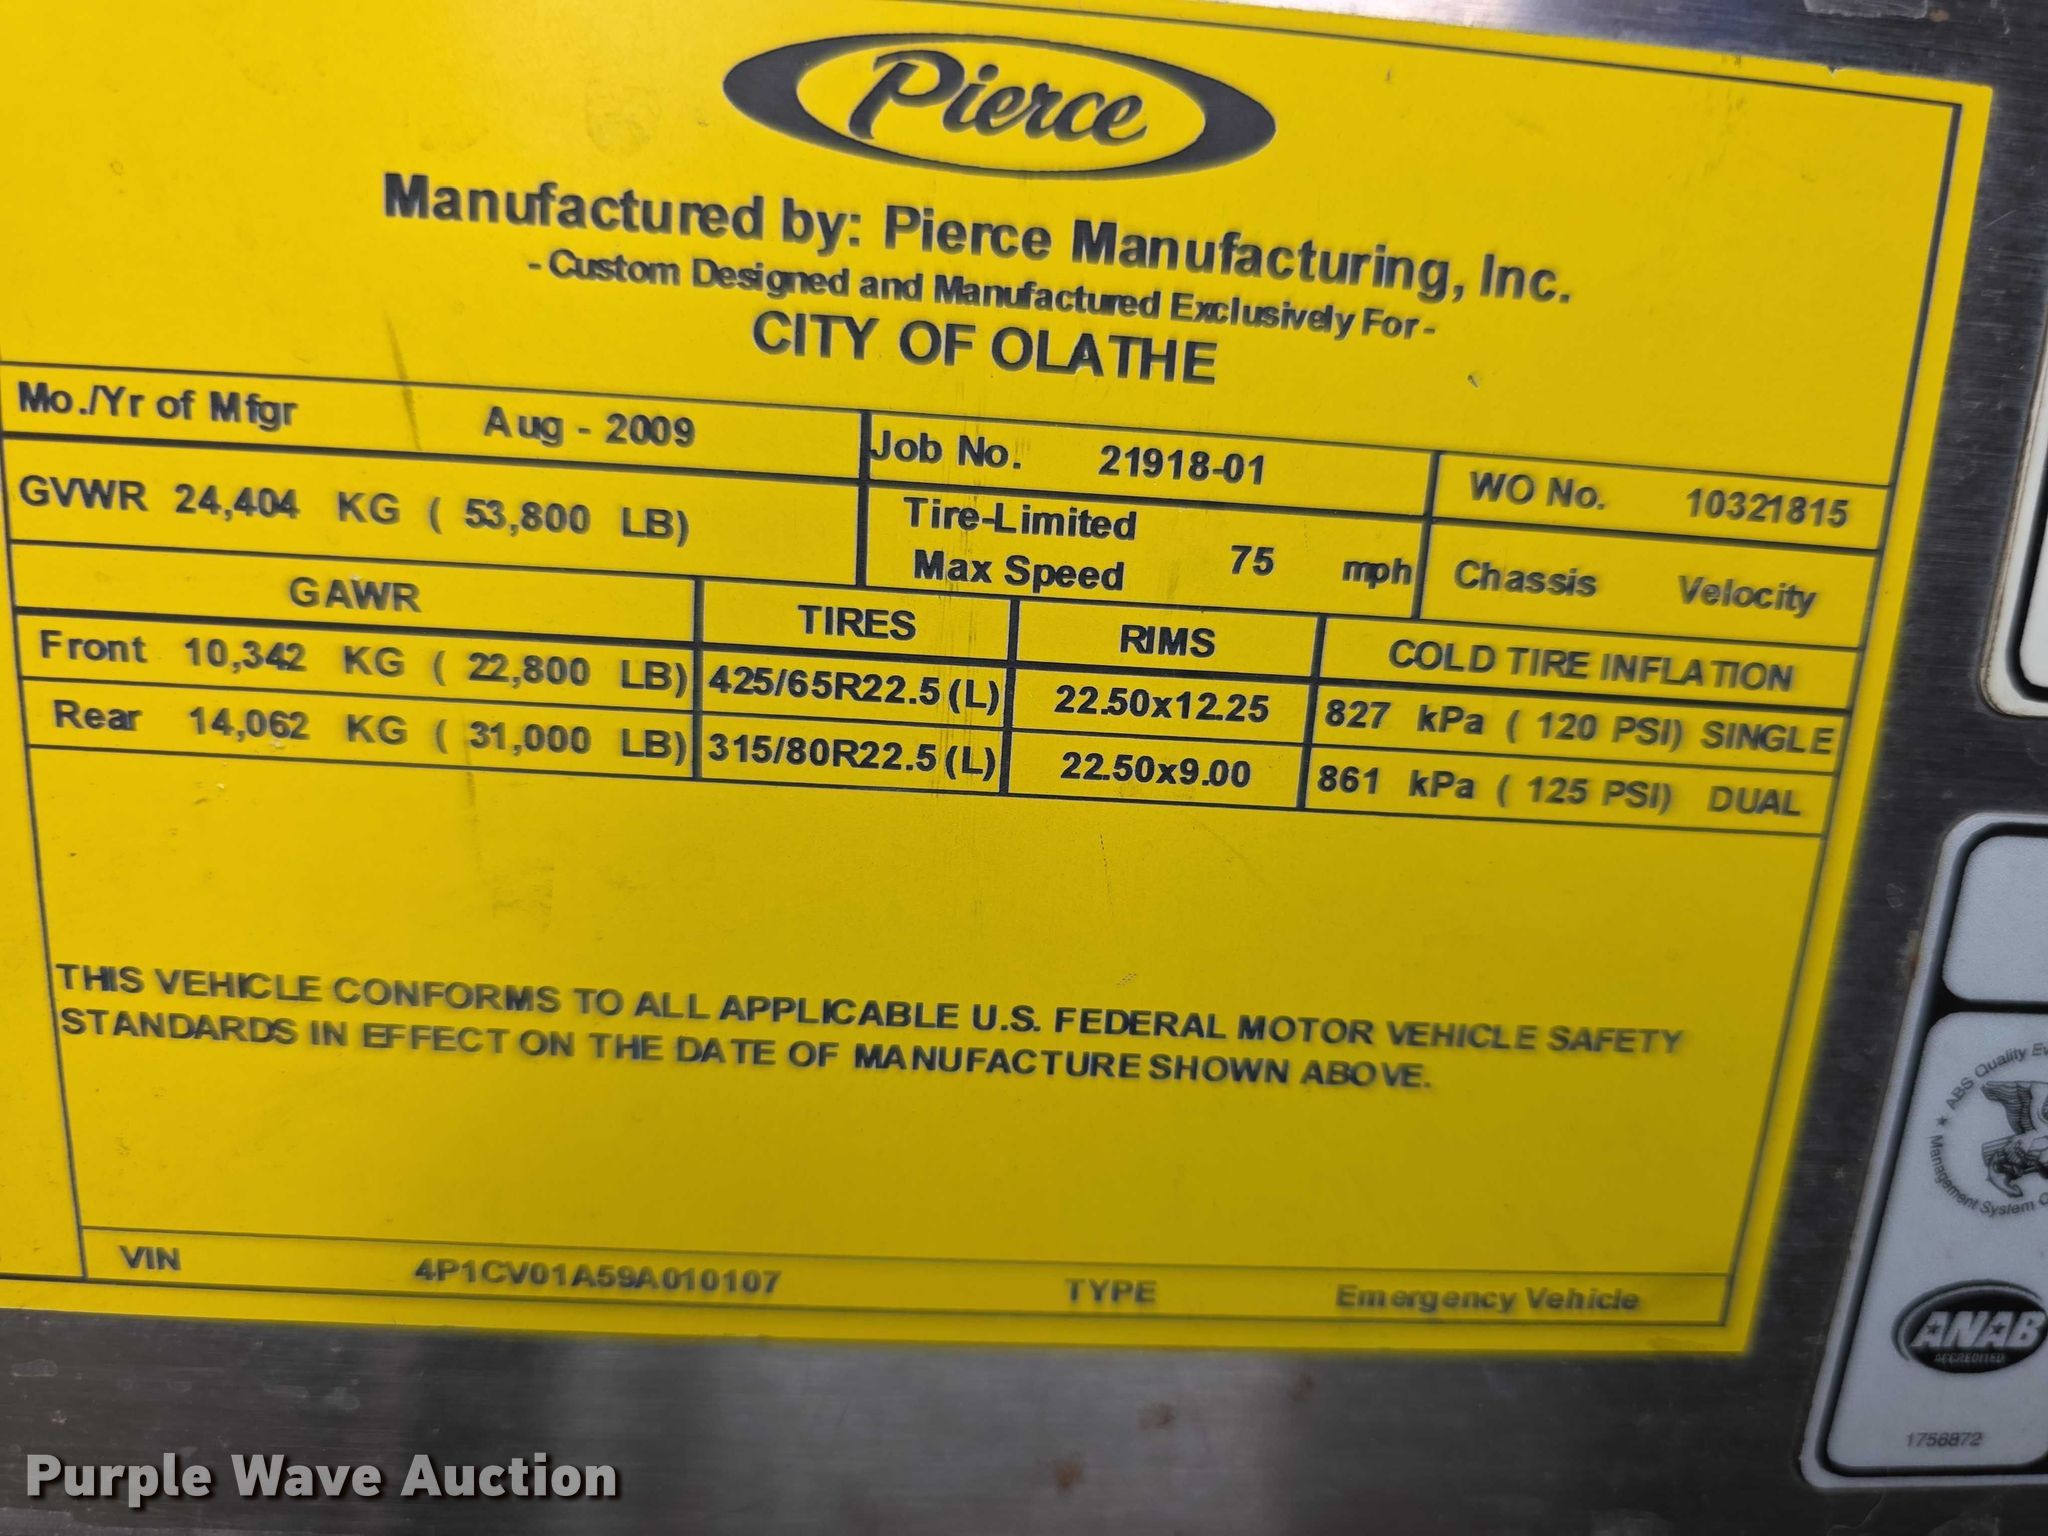 Pierce
Manufactured by: Pierce Manufacturing, Inc.
- Custom Designed and Manufactured Exclusively For -
CITY OF OLATHE
Mo./Yr of Mfgr Aug - 2009 Job No. 21918-01 WO No. 10321815
GVWR 24,404 KG ( 53,800 LB) Tire-Limited Max Speed 75 mph Chassis Velocity
GAWR TIRES RIMS COLD TIRE INFLATION
Front 10,342 KG ( 22,800 LB) 425/65R22.5 (L) 22.50x12.25 827 kPa ( 120 PSI) SINGLE
Rear 14,062 KG ( 31,000 LB) 315/80R22.5 (L) 22.50x9.00 861 kPa ( 125 PSI) DUAL
THIS VEHICLE CONFORMS TO ALL APPLICABLE U.S. FEDERAL MOTOR VEHICLE SAFETY
STANDARDS IN EFFECT ON THE DATE OF MANUFACTURE SHOWN ABOVE.
VIN 4P1CV01A59A010107 TYPE Emergency Vehicle
ABS Quality
Management System
ANAB
ACCREDITED
1756872
Purple Wave Auction